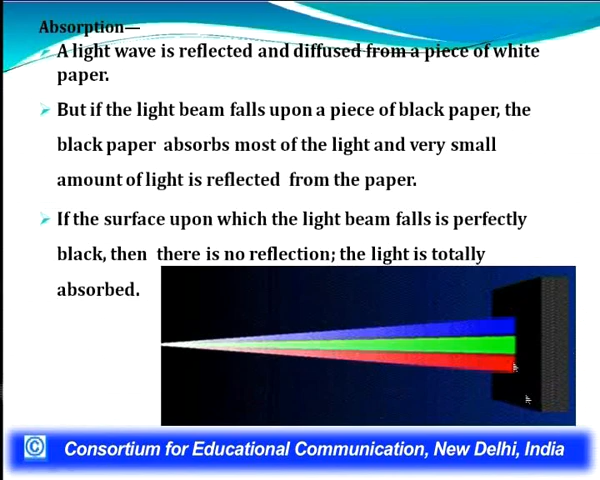 Absorption—
A light wave is reflected and diffused from a piece of white
paper.
But if the light beam falls upon a piece of black paper, the
black paper absorbs most of the light and very small
amount of light is reflected from the paper.
If the surface upon which the light beam falls is perfectly
black, then there is no reflection; the light is totally
absorbed.
© Consortium for Educational Communication, New Delhi, India